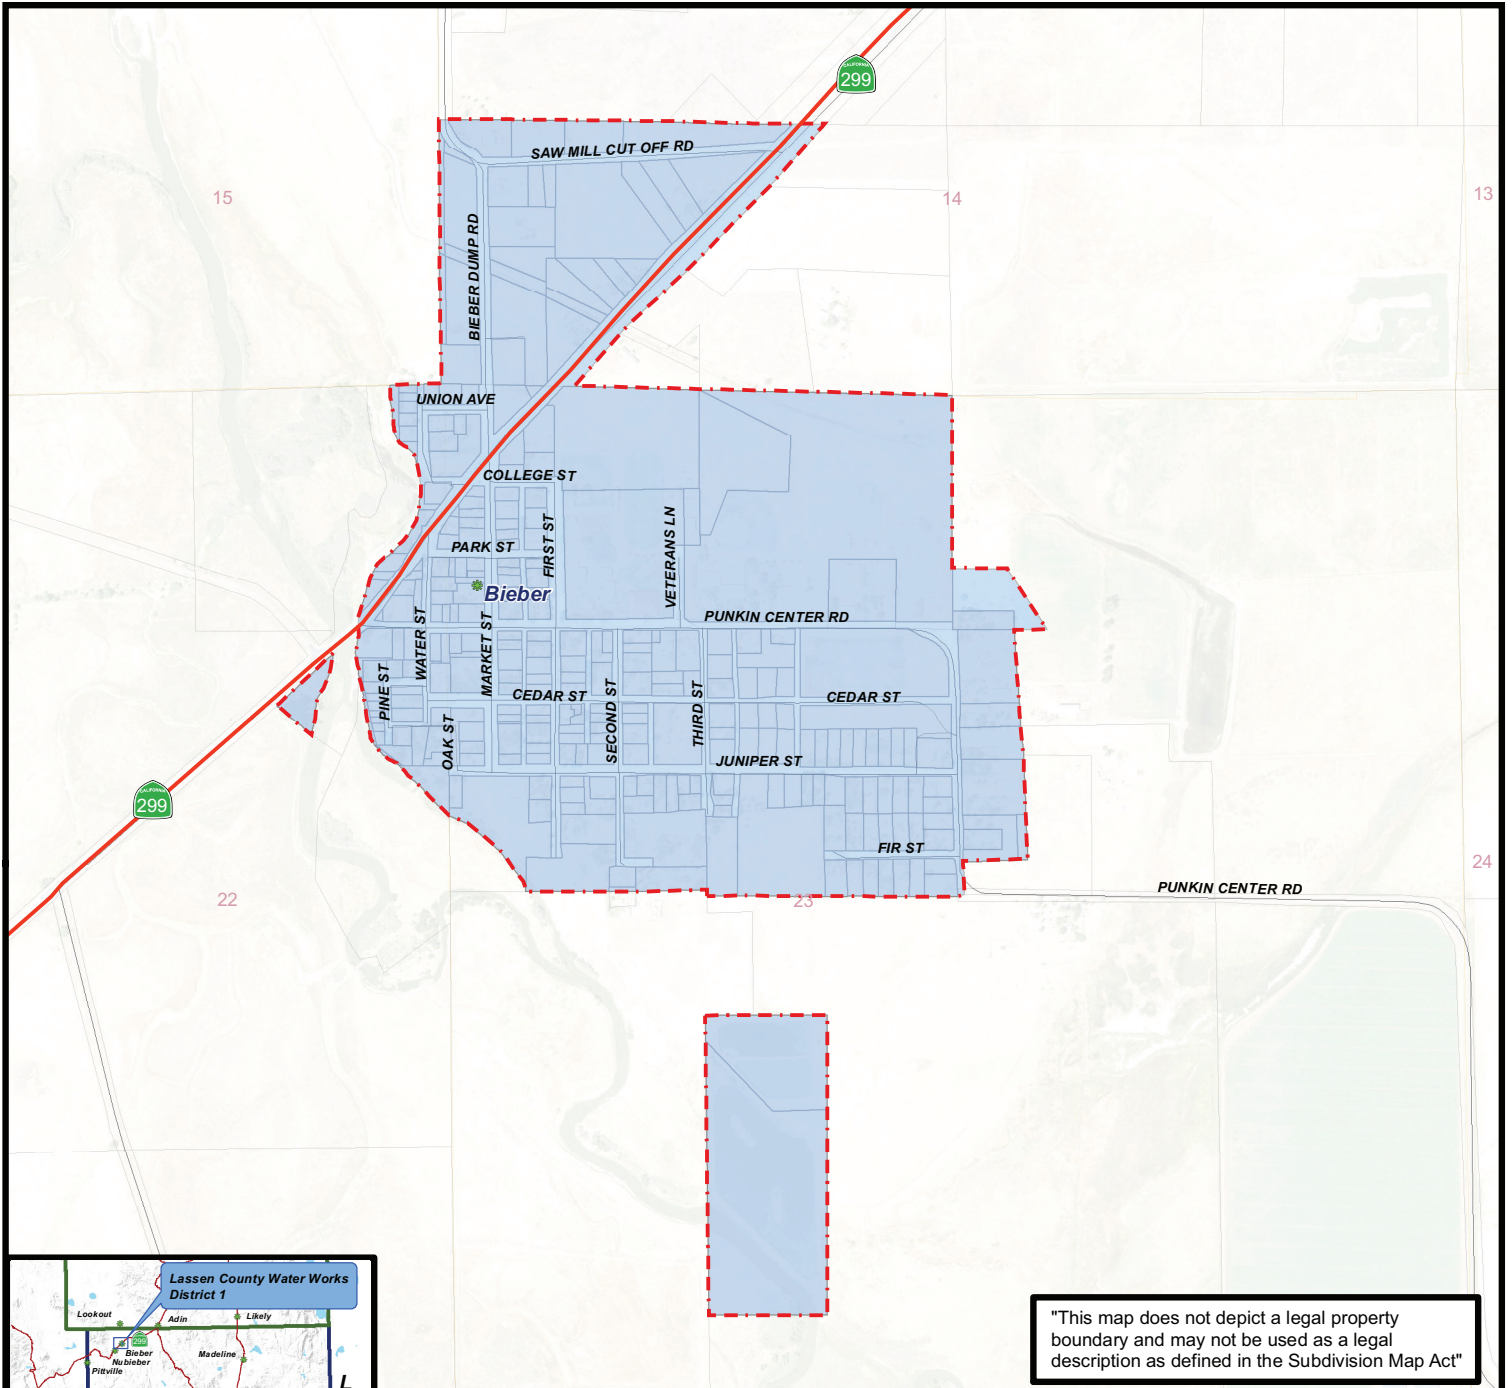 CALIFORNIA
299
SAW MILL CUT OFF RD
15
14
13
BIEBER DUMP RD
UNION AVE
COLLEGE ST
FIRST ST
VETERANS LN
PARK ST
Bieber
PUNKIN CENTER RD
WATER ST
MARKET ST
PINE ST
CEDAR ST
SECOND ST
THIRD ST
CEDAR ST
OAK ST
JUNIPER ST
CALIFORNIA
299
FIR ST
24
22
23
PUNKIN CENTER RD
Lassen County Water Works
District 1
Lookout
Adin
Likely
299
Bieber
Nubieber
Pittville
Madeline
L
"This map does not depict a legal property
boundary and may not be used as a legal
description as defined in the Subdivision Map Act"